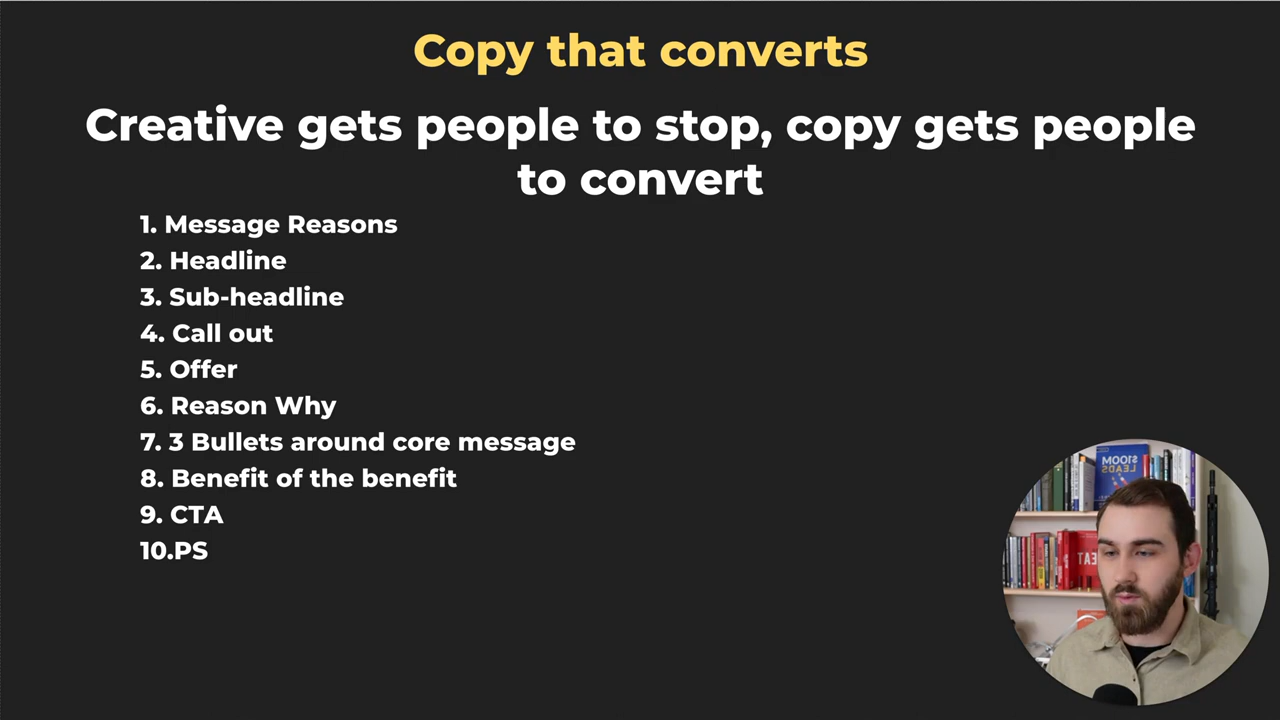 Copy that converts
Creative gets people to stop, copy gets people
to convert
1. Message Reasons
2. Headline
3. Sub-headline
4. Call out
5. Offer
6. Reason Why
7. 3 Bullets around core message
8. Benefit of the benefit
9. CTA
10.PS
$100M
LEADS